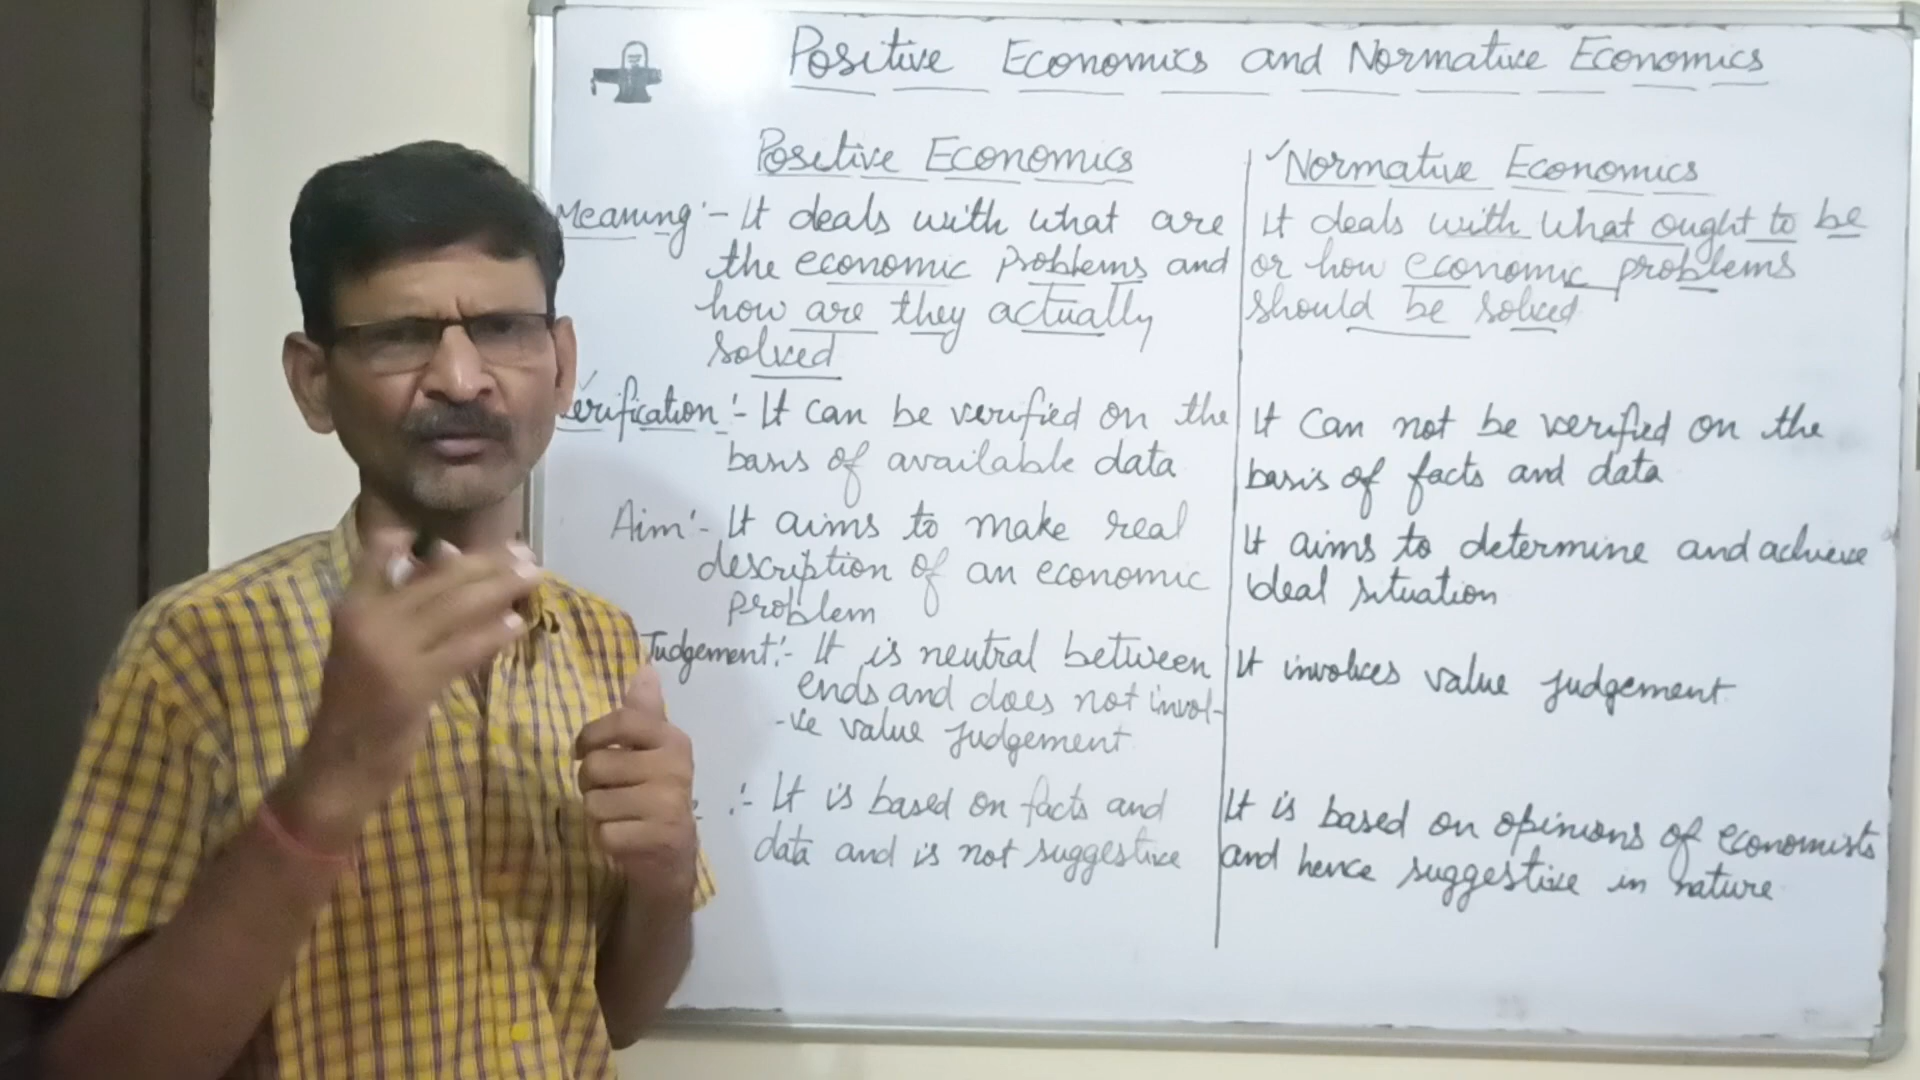 Positive Economics and Normative Economics
Positive Economics
Meaning:- It deals with what are
the economic problems and
how are they actually
solved
Verification:- It can be verified on the
basis of available data
Aim:- It aims to make real
description of an economic
problem
Judgement:- It is neutral between
ends and does not invol-
-ve value judgement
:- It is based on facts and
data and is not suggestive
Normative Economics
It deals with what ought to be
or how economic problems
should be solved
It can not be verified on the
basis of facts and data
It aims to determine and achieve
ideal situation
It involves value judgement
It is based on opinions of economists
and hence suggestive in nature